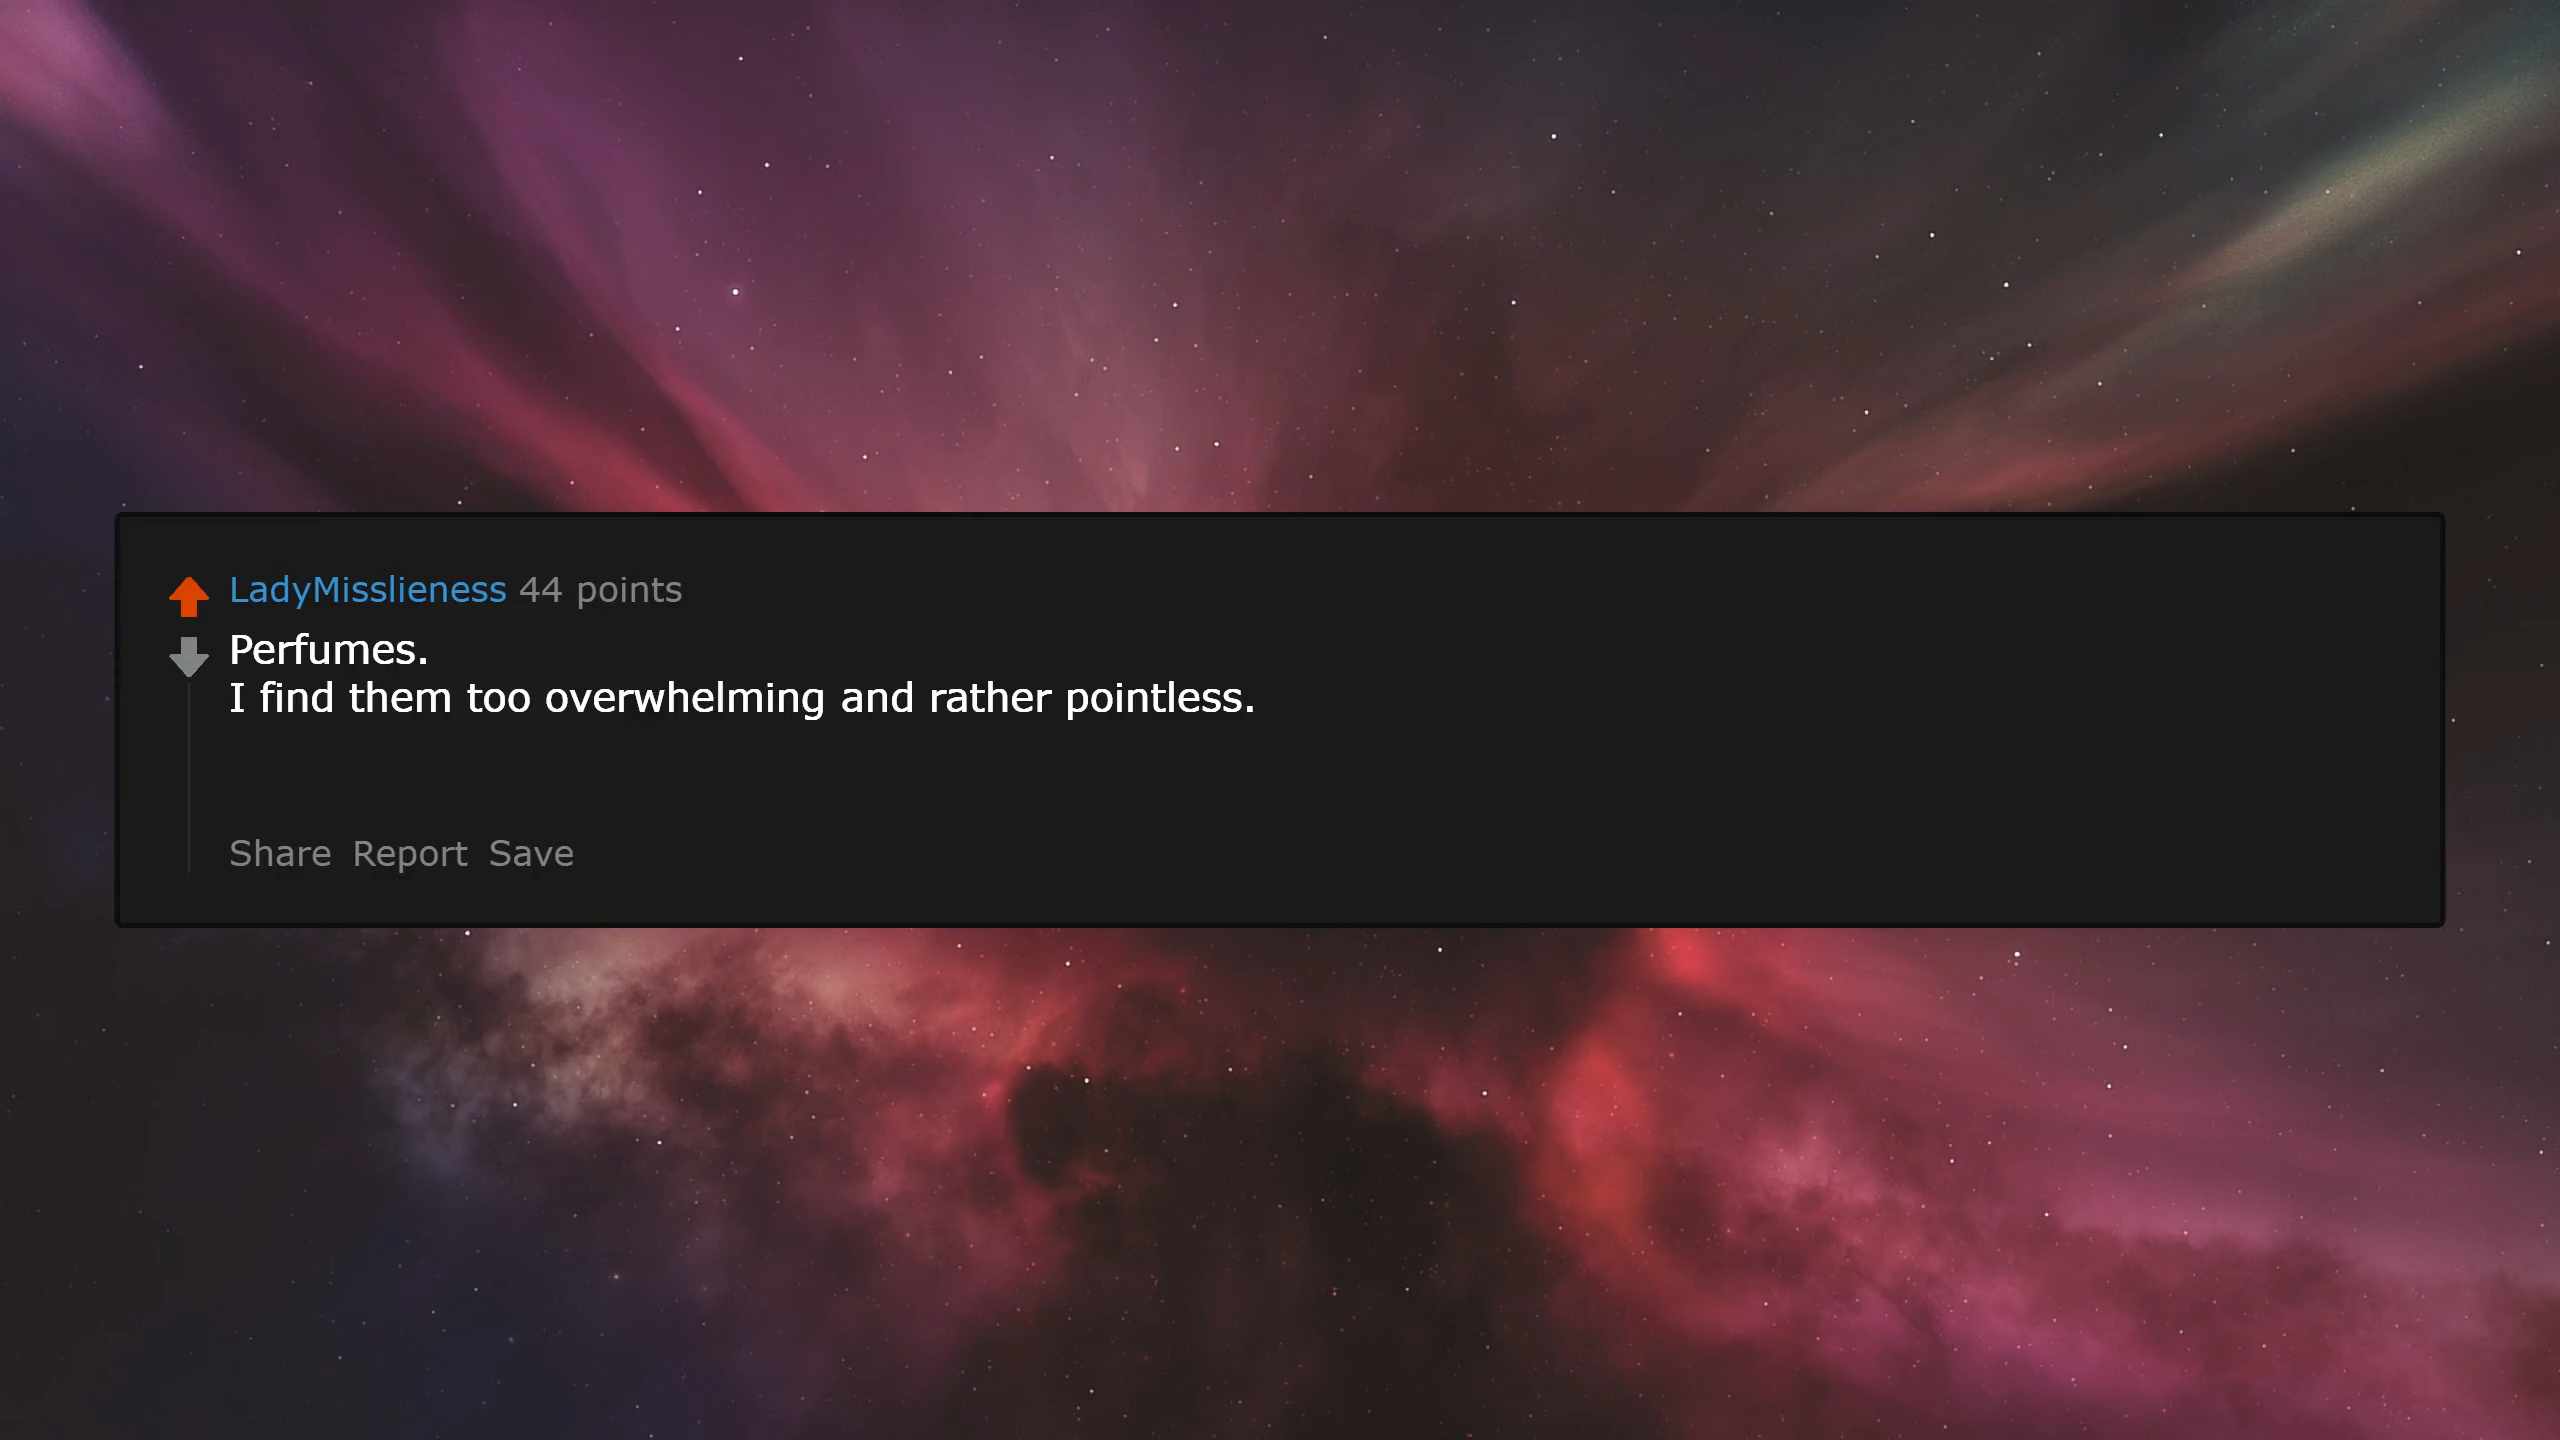 LadyMisslieness 44 points
Perfumes.
I find them too overwhelming and rather pointless.
Share Report Save